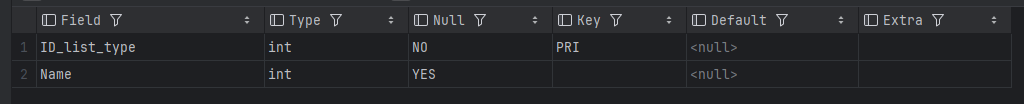 Field Type Null Key Default Extra
1 ID_list_type int NO PRI <null>
2 Name int YES <null>